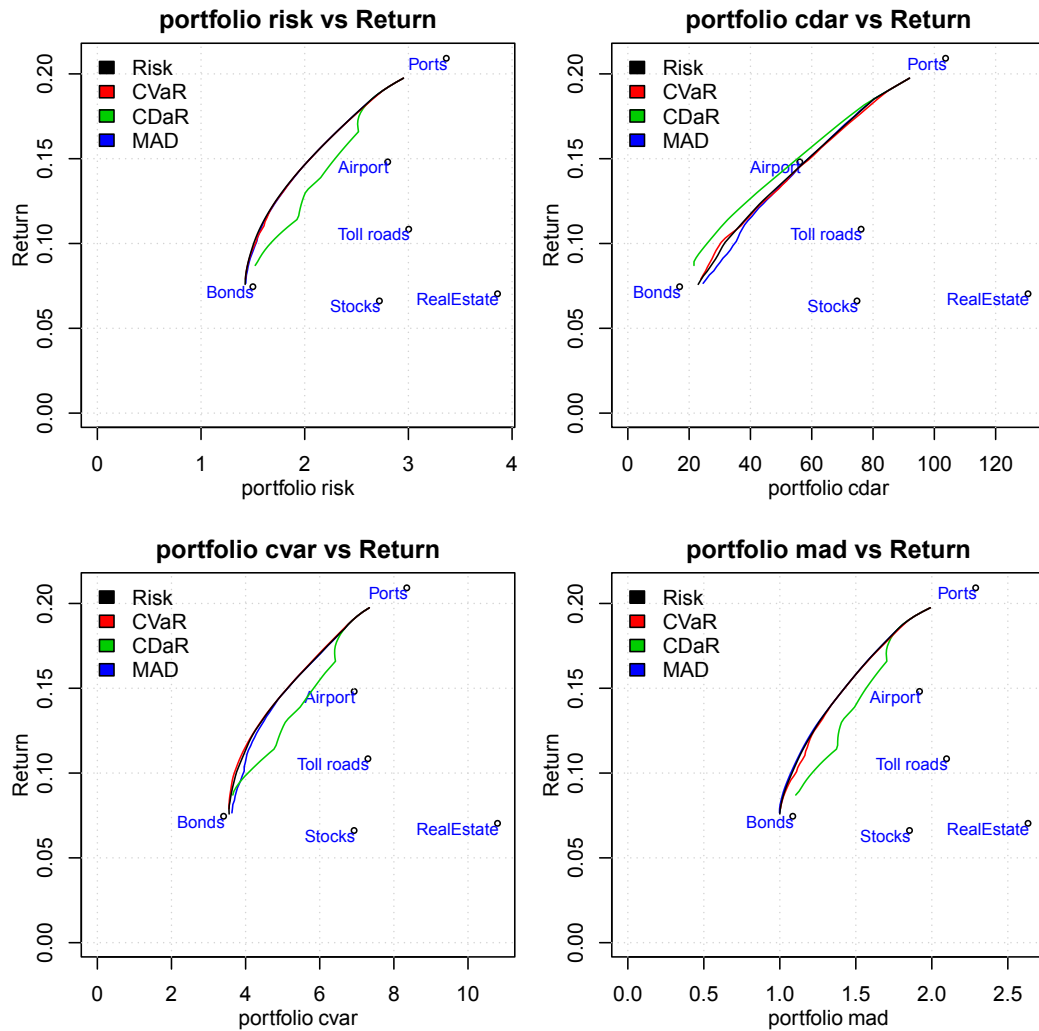 portfolio risk vs Return
Return
0.00 0.05 0.10 0.15 0.20
Risk
CVaR
CDaR
MAD
Ports
Airport
Toll roads
Bonds
Stocks
RealEstate
0 1 2 3 4
portfolio risk
portfolio cdar vs Return
Return
0.00 0.05 0.10 0.15 0.20
Risk
CVaR
CDaR
MAD
Ports
Airport
Toll roads
Bonds
Stocks
RealEstate
0 20 40 60 80 100 120
portfolio cdar
portfolio cvar vs Return
Return
0.00 0.05 0.10 0.15 0.20
Risk
CVaR
CDaR
MAD
Ports
Airport
Toll roads
Bonds
Stocks
RealEstate
0 2 4 6 8 10
portfolio cvar
portfolio mad vs Return
Return
0.00 0.05 0.10 0.15 0.20
Risk
CVaR
CDaR
MAD
Ports
Airport
Toll roads
Bonds
Stocks
RealEstate
0.0 0.5 1.0 1.5 2.0 2.5
portfolio mad